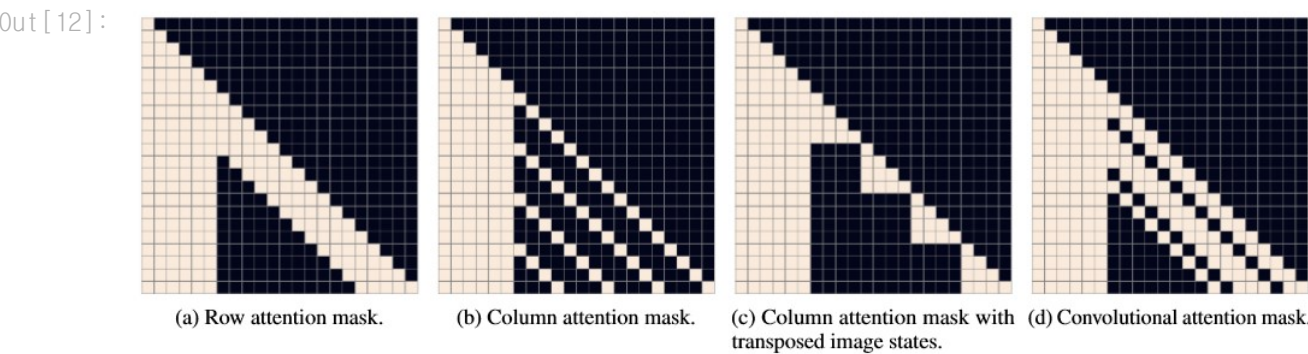 Out[12]:
(a) Row attention mask.
(b) Column attention mask.
(c) Column attention mask with
transposed image states.
(d) Convolutional attention mask.